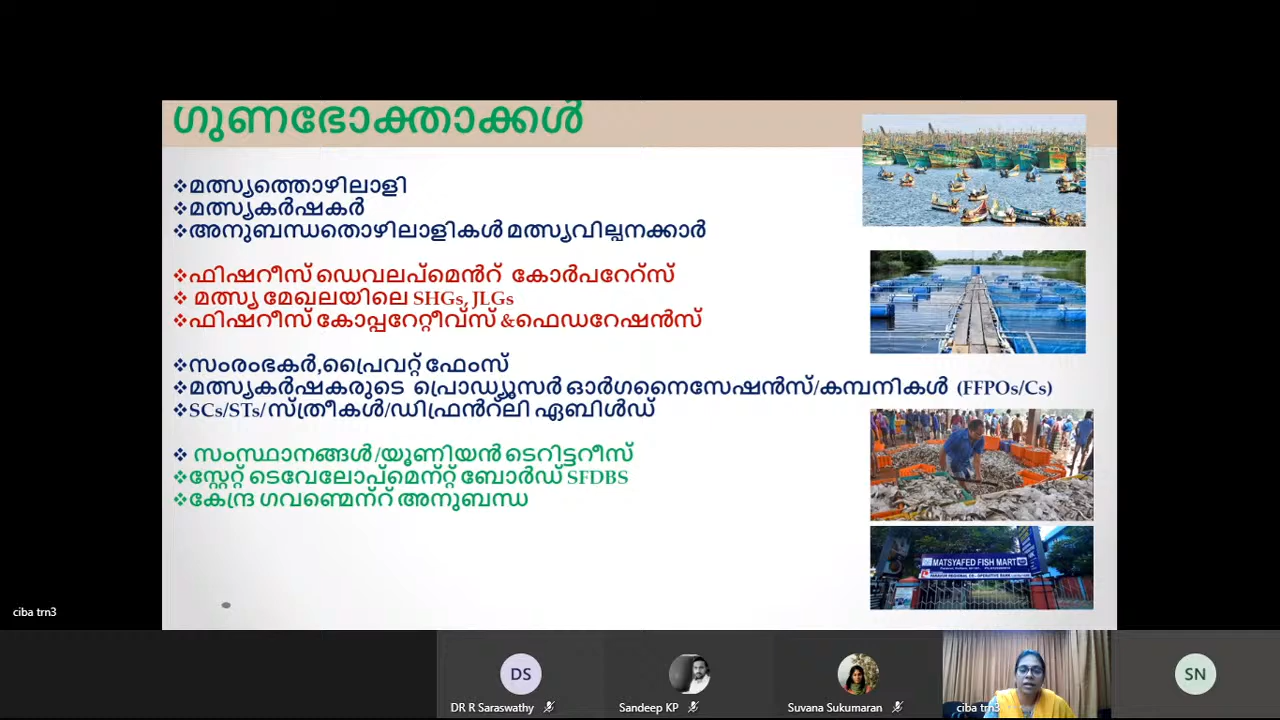 ഗുണഭോക്താക്കൾ
❖മത്സ്യത്തൊഴിലാളി
❖മത്സ്യകർഷകർ
❖അനുബന്ധതൊഴിലാളികൾ മത്സ്യവില്പനക്കാർ
❖ഫിഷറീസ് ഡെവലപ്മെൻറ് കോർപറേറ്സ്
❖ മത്സ്യ മേഖലയിലെ SHGs, JLGs
❖ഫിഷറീസ് കോപ്പറേറ്റീവ്സ് &ഫെഡറേഷൻസ്
❖സംരംഭകർ,പ്രൈവറ്റ് ഫേംസ്
❖മത്സ്യകർഷകരുടെ പ്രൊഡ്യൂസർ ഓർഗനൈസേഷൻസ്/കമ്പനികൾ (FFPOs/Cs)
❖SCs/STs/സ്ത്രീകൾ/ഡിഫ്രൻറ്ലി ഏബിൾഡ്
❖ സംസ്ഥാനങ്ങൾ /യൂണിയൻ ടെറിട്ടറീസ്
❖സ്റ്റേറ്റ് ടെവേലോപ്മെന്റ്റ് ബോർഡ് SFDBS
❖കേന്ദ്ര ഗവണ്മെന്റ് അനുബന്ധ
MATSYAFED FISH MART
ciba trn3
DS
SN
DR R Saraswathy
Sandeep KP
Suvana Sukumaran
ciba trn3